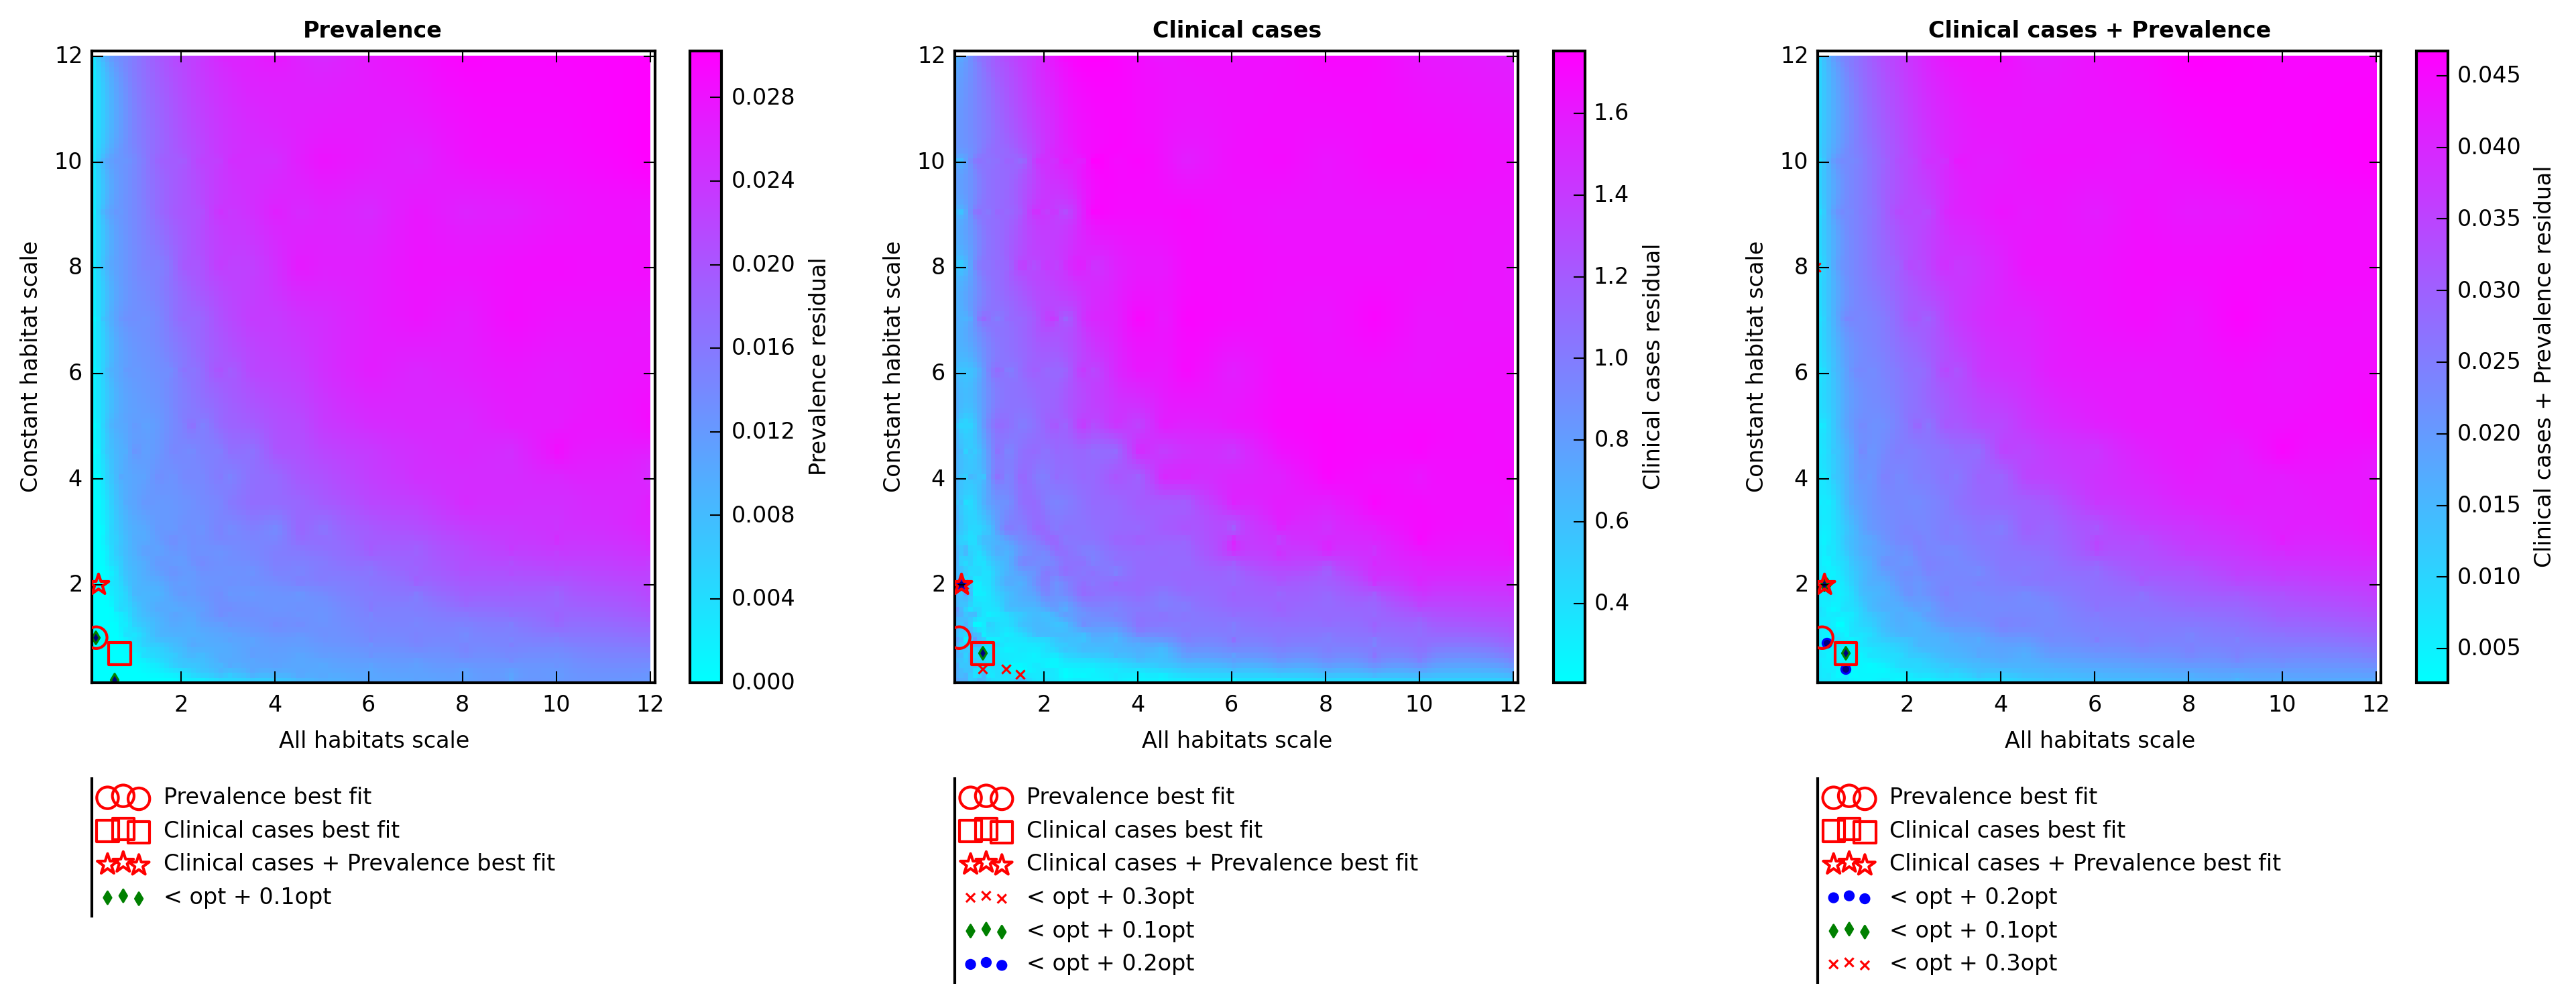 Prevalence
12
10
8
6
4
2
Constant habitat scale
2 4 6 8 10 12
All habitats scale
0.028
0.024
0.020
0.016
0.012
0.008
0.004
0.000
Prevalence residual
Prevalence best fit
Clinical cases best fit
Clinical cases + Prevalence best fit
< opt + 0.1opt
Clinical cases
12
10
8
6
4
2
Constant habitat scale
2 4 6 8 10 12
All habitats scale
1.6
1.4
1.2
1.0
0.8
0.6
0.4
Clinical cases residual
Prevalence best fit
Clinical cases best fit
Clinical cases + Prevalence best fit
< opt + 0.3opt
< opt + 0.1opt
< opt + 0.2opt
Clinical cases + Prevalence
12
10
8
6
4
2
Constant habitat scale
2 4 6 8 10 12
All habitats scale
0.045
0.040
0.035
0.030
0.025
0.020
0.015
0.010
0.005
Clinical cases + Prevalence residual
Prevalence best fit
Clinical cases best fit
Clinical cases + Prevalence best fit
< opt + 0.2opt
< opt + 0.1opt
< opt + 0.3opt